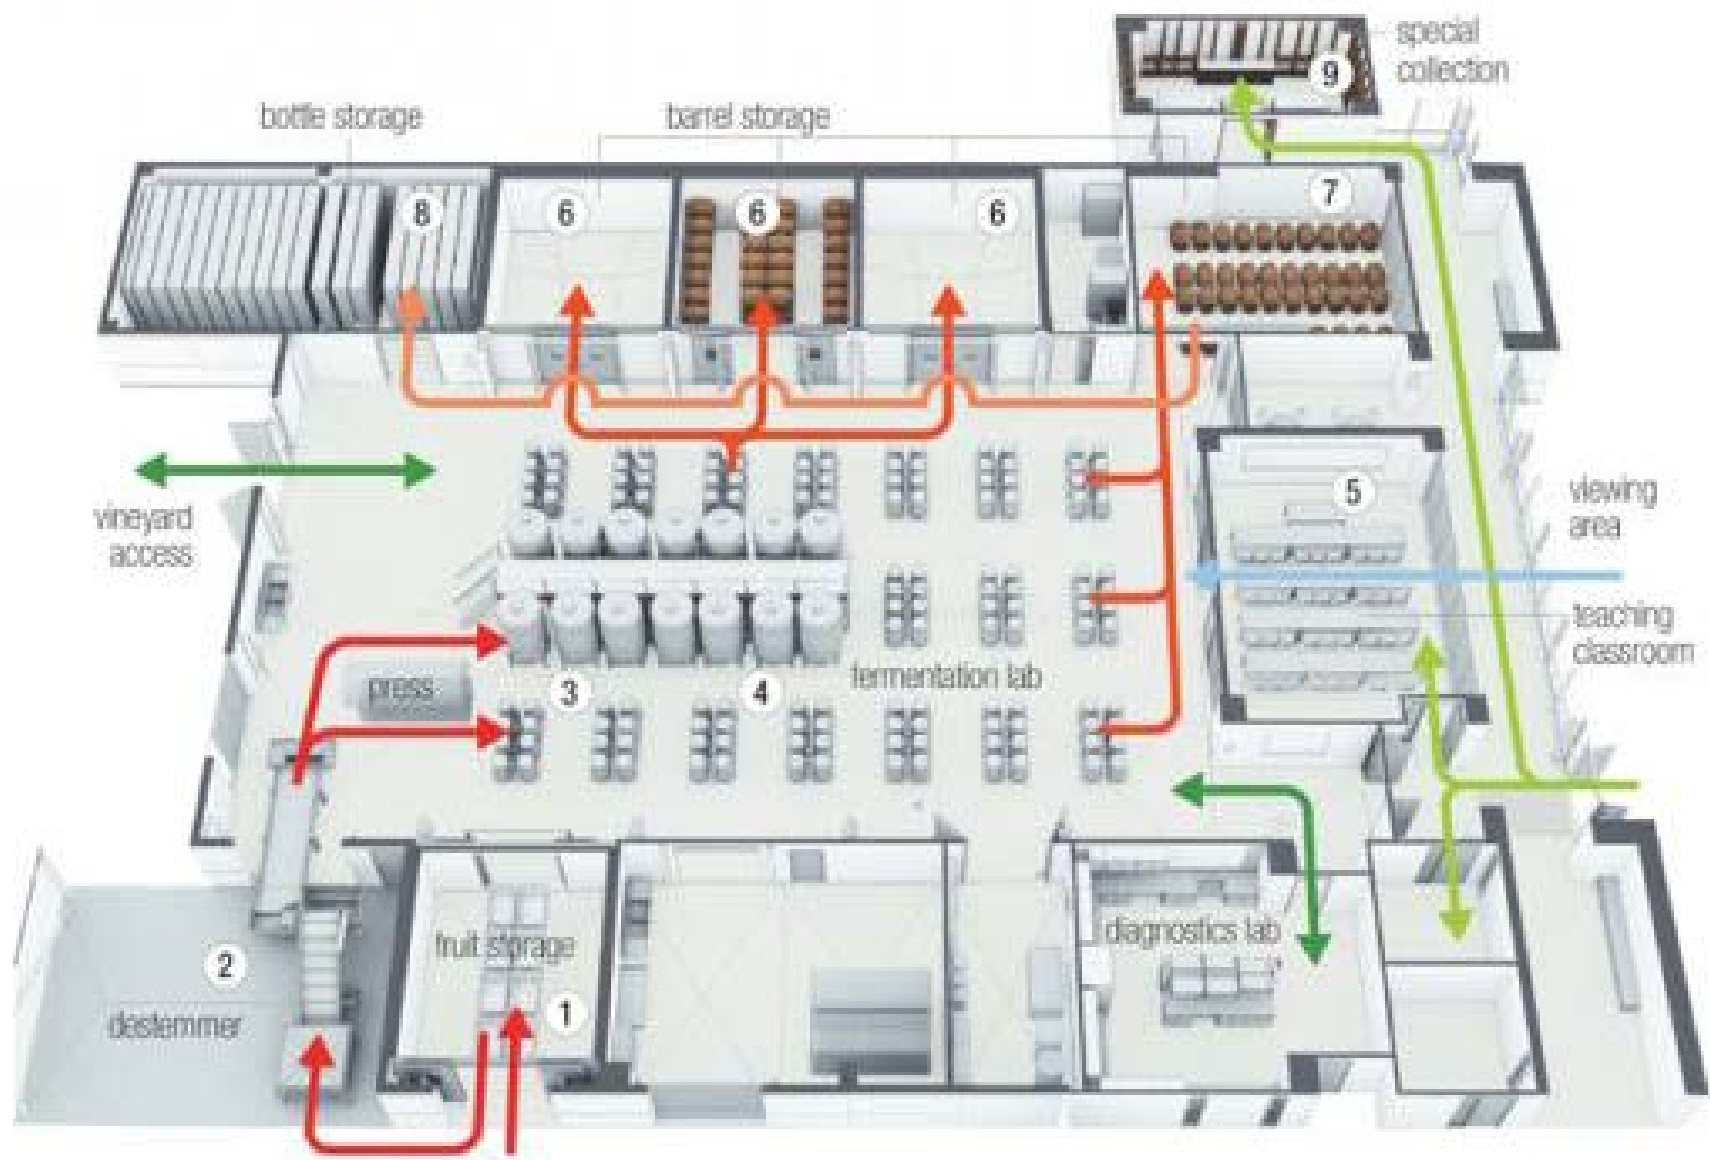 special
collection
9
bottle storage
barrel storage
8
6
6
6
7
vineyard
access
5
viewing
area
teaching
classroom
press
3
4
fermentation lab
2
destemmer
fruit storage
1
diagnostics lab